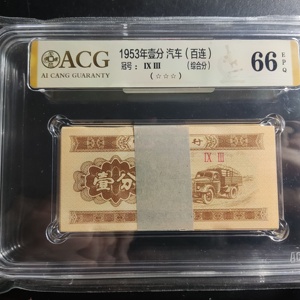 ACG
AI CANG GUARANTY
1953年壹分 汽车（百连）
冠号： IX III （综合分）
(☆☆☆)
66 EPQ
行
IX III
壹分